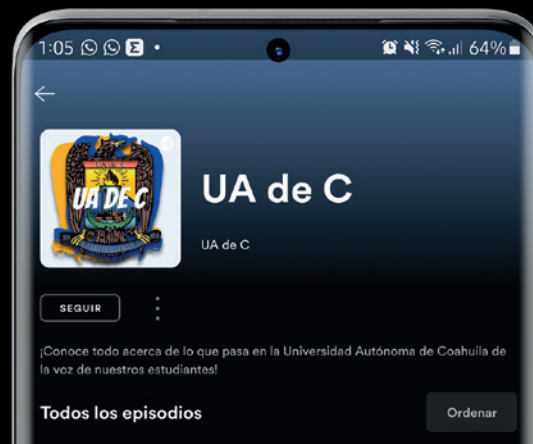 1:05
64%
UA DE C
UA de C
UA de C
SEGUIR
¡Conoce todo acerca de lo que pasa en la Universidad Autónoma de Coahuila de
la voz de nuestros estudiantes!
Todos los episodios
Ordenar